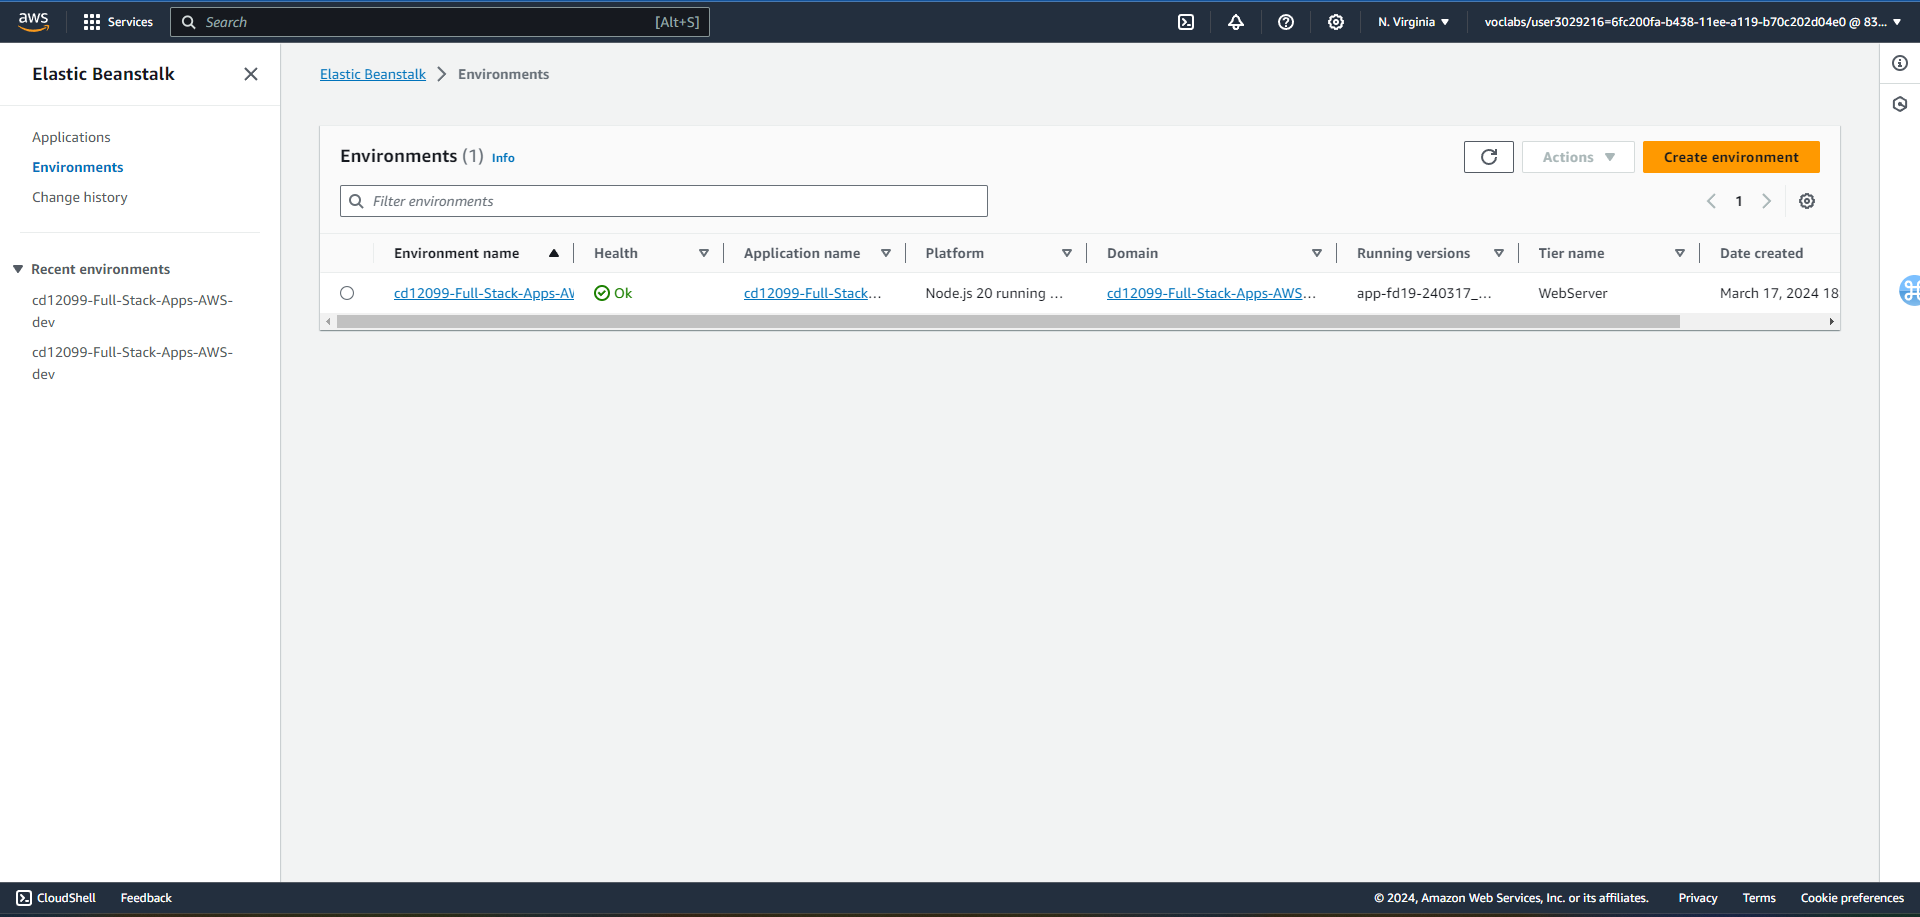 aws
Services
Search [Alt+S]
N. Virginia
voclabs/user3029216=6fc200fa-b438-11ee-a119-b70c202d04e0 @ 83...
Elastic Beanstalk
Applications
Environments
Change history
Recent environments
cd12099-Full-Stack-Apps-AWS-
dev
cd12099-Full-Stack-Apps-AWS-
dev
Elastic Beanstalk > Environments
Environments (1) Info
Actions
Create environment
Filter environments
1
Environment name Health Application name Platform Domain Running versions Tier name Date created
cd12099-Full-Stack-Apps-AW Ok cd12099-Full-Stack... Node.js 20 running ... cd12099-Full-Stack-Apps-AWS... app-fd19-240317_... WebServer March 17, 2024 18
CloudShell Feedback © 2024, Amazon Web Services, Inc. or its affiliates. Privacy Terms Cookie preferences